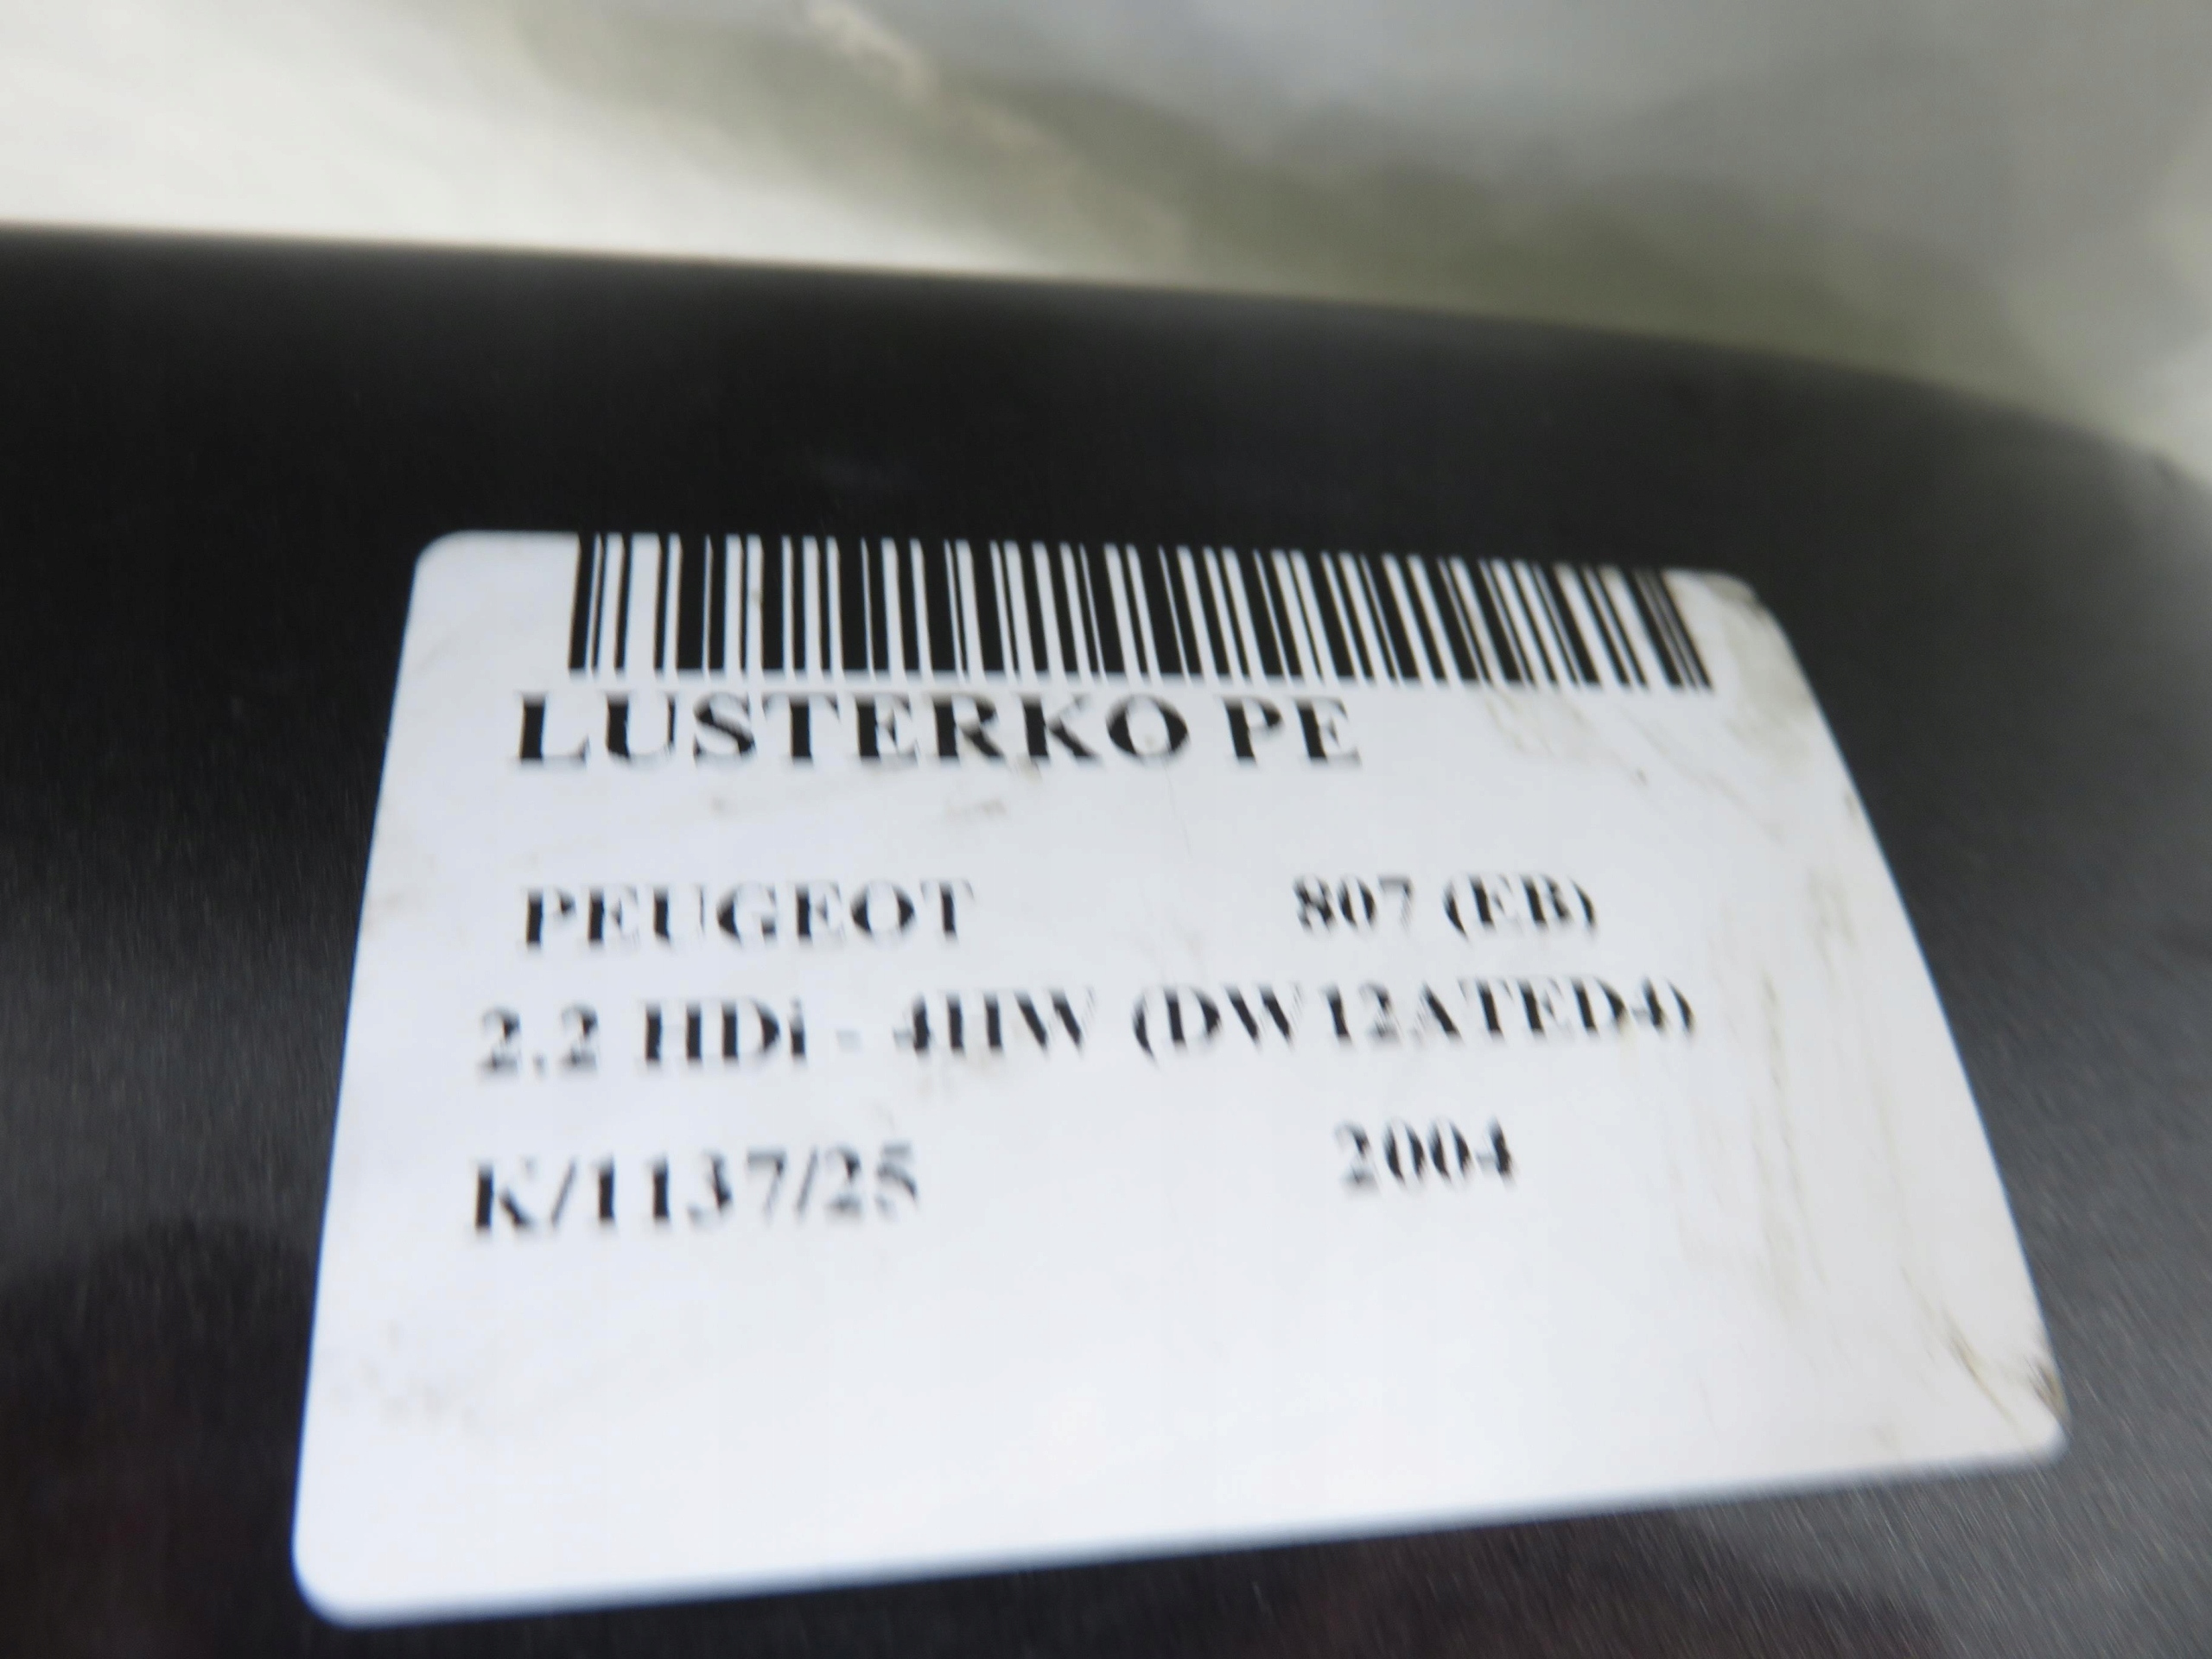 LUSTERKO PE
PEUGEOT 807 (EB)
2.2 HDi - 4HW (DW12ATED4)
K/1137/25 2004